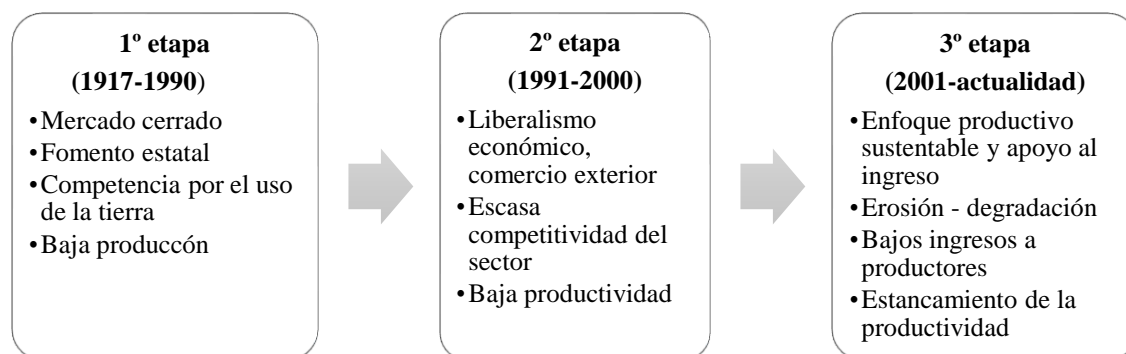 1º etapa
(1917-1990)
•Mercado cerrado
•Fomento estatal
•Competencia por el uso
de la tierra
•Baja produccón
2º etapa
(1991-2000)
•Liberalismo
económico,
comercio exterior
•Escasa
competitividad del
sector
•Baja productividad
3º etapa
(2001-actualidad)
•Enfoque productivo
sustentable y apoyo al
ingreso
•Erosión - degradación
•Bajos ingresos a
productores
•Estancamiento de la
productividad